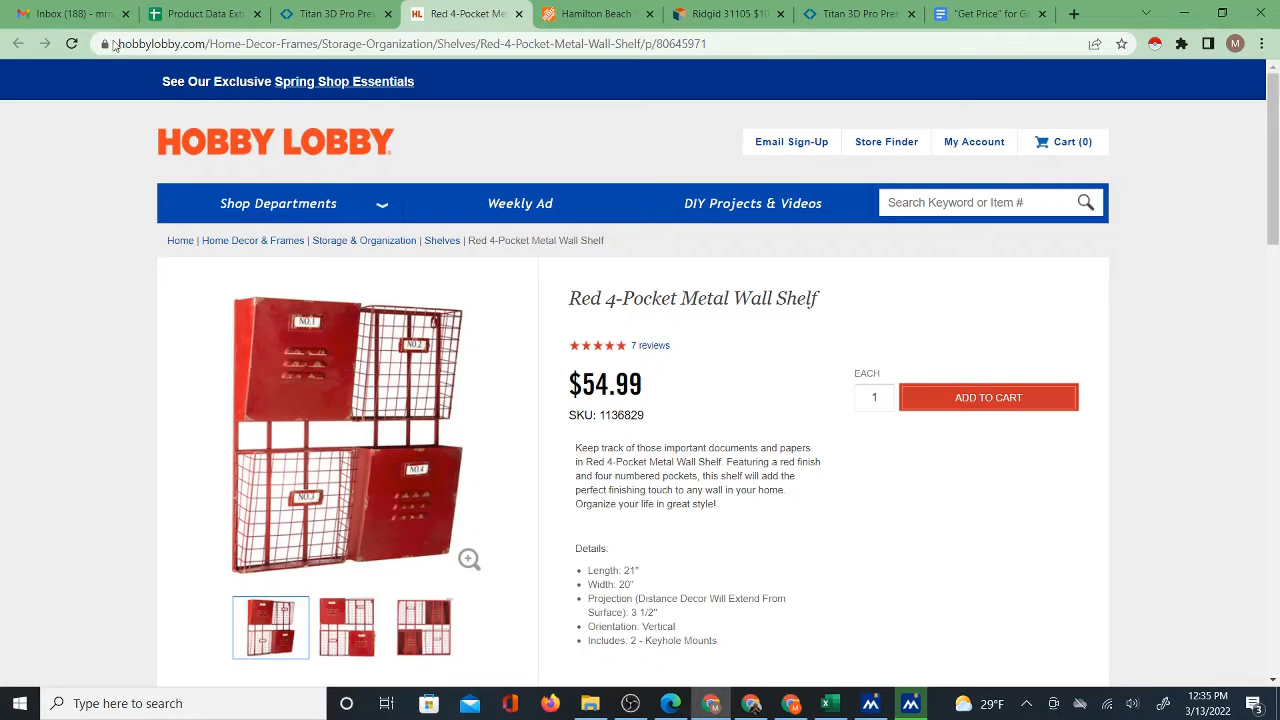 Inbox (188) - mrn
Product Data Ext
Titan 3D Pro Pres
HL Red 4-Pocket Me
Hamilton Beach
Ridgid 31105 $10
Titan 3D Pro Pres
"Get Price" for Go
hobbylobby.com/Home-Decor-Frames/Storage-Organization/Shelves/Red-4-Pocket-Metal-Wall-Shelf/p/80645971
M
See Our Exclusive Spring Shop Essentials
HOBBY LOBBY
Email Sign-Up
Store Finder
My Account
Cart (0)
Shop Departments
Weekly Ad
DIY Projects & Videos
Search Keyword or Item #
Home | Home Decor & Frames | Storage & Organization | Shelves | Red 4-Pocket Metal Wall Shelf
Red 4-Pocket Metal Wall Shelf
7 reviews
$54.99
SKU: 1136829
EACH
1
ADD TO CART
Keep track of those important documents and papers
in Red 4-Pocket Metal Wall Shelf. Featuring a red finish
and four numbered pockets, this shelf will add the
perfect finishing touch to any wall in your home.
Organize your life in great style!
Details:
Length: 21"
Width: 20"
Projection (Distance Decor Will Extend From
Surface): 3 1/2"
Orientation: Vertical
Includes: 2 - Keyhole Mounts
NO.1
NO.2
NO.3
NO.4
Type here to search
29°F
12:35 PM
3/13/2022